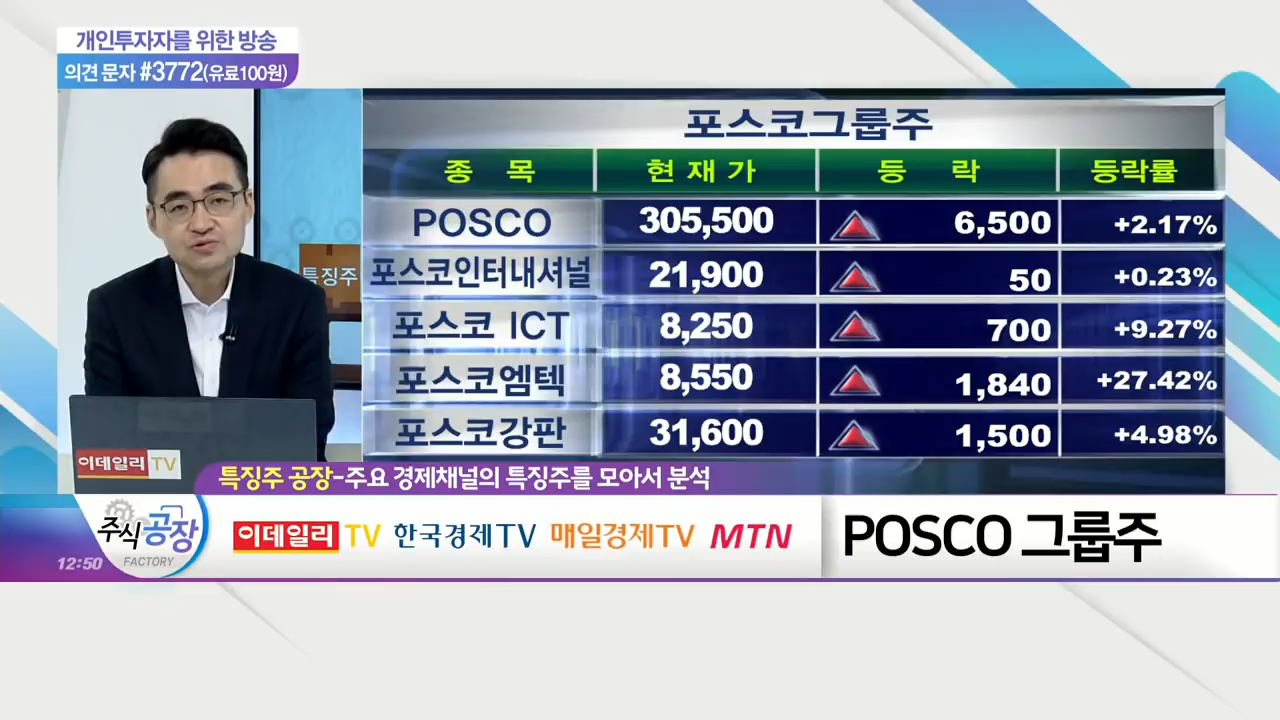 개인투자자를 위한 방송
의견 문자 #3772(유료100원)
특징주
포스코그룹주
종 목 현재가 등 락 등락률
POSCO 305,500 6,500 +2.17%
포스코인터내셔널 21,900 50 +0.23%
포스코 ICT 8,250 700 +9.27%
포스코엠텍 8,550 1,840 +27.42%
포스코강판 31,600 1,500 +4.98%
이데일리 TV
특징주 공장-주요 경제채널의 특징주를 모아서 분석
주식공장
FACTORY
12:50
이데일리 TV 한국경제TV 매일경제TV MTN
POSCO 그룹주